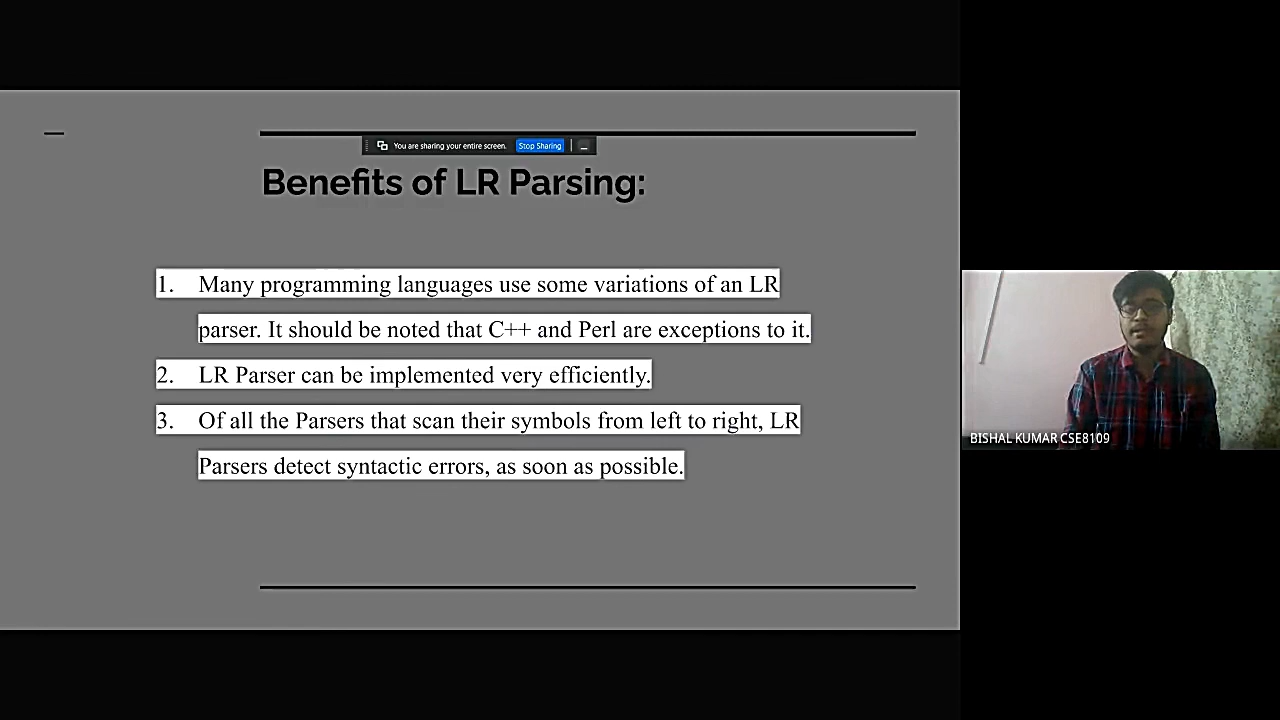 You are sharing your entire screen. Stop Sharing
Benefits of LR Parsing:
1. Many programming languages use some variations of an LR
parser. It should be noted that C++ and Perl are exceptions to it.
2. LR Parser can be implemented very efficiently.
3. Of all the Parsers that scan their symbols from left to right, LR
Parsers detect syntactic errors, as soon as possible.
BISHAL KUMAR CSE8109